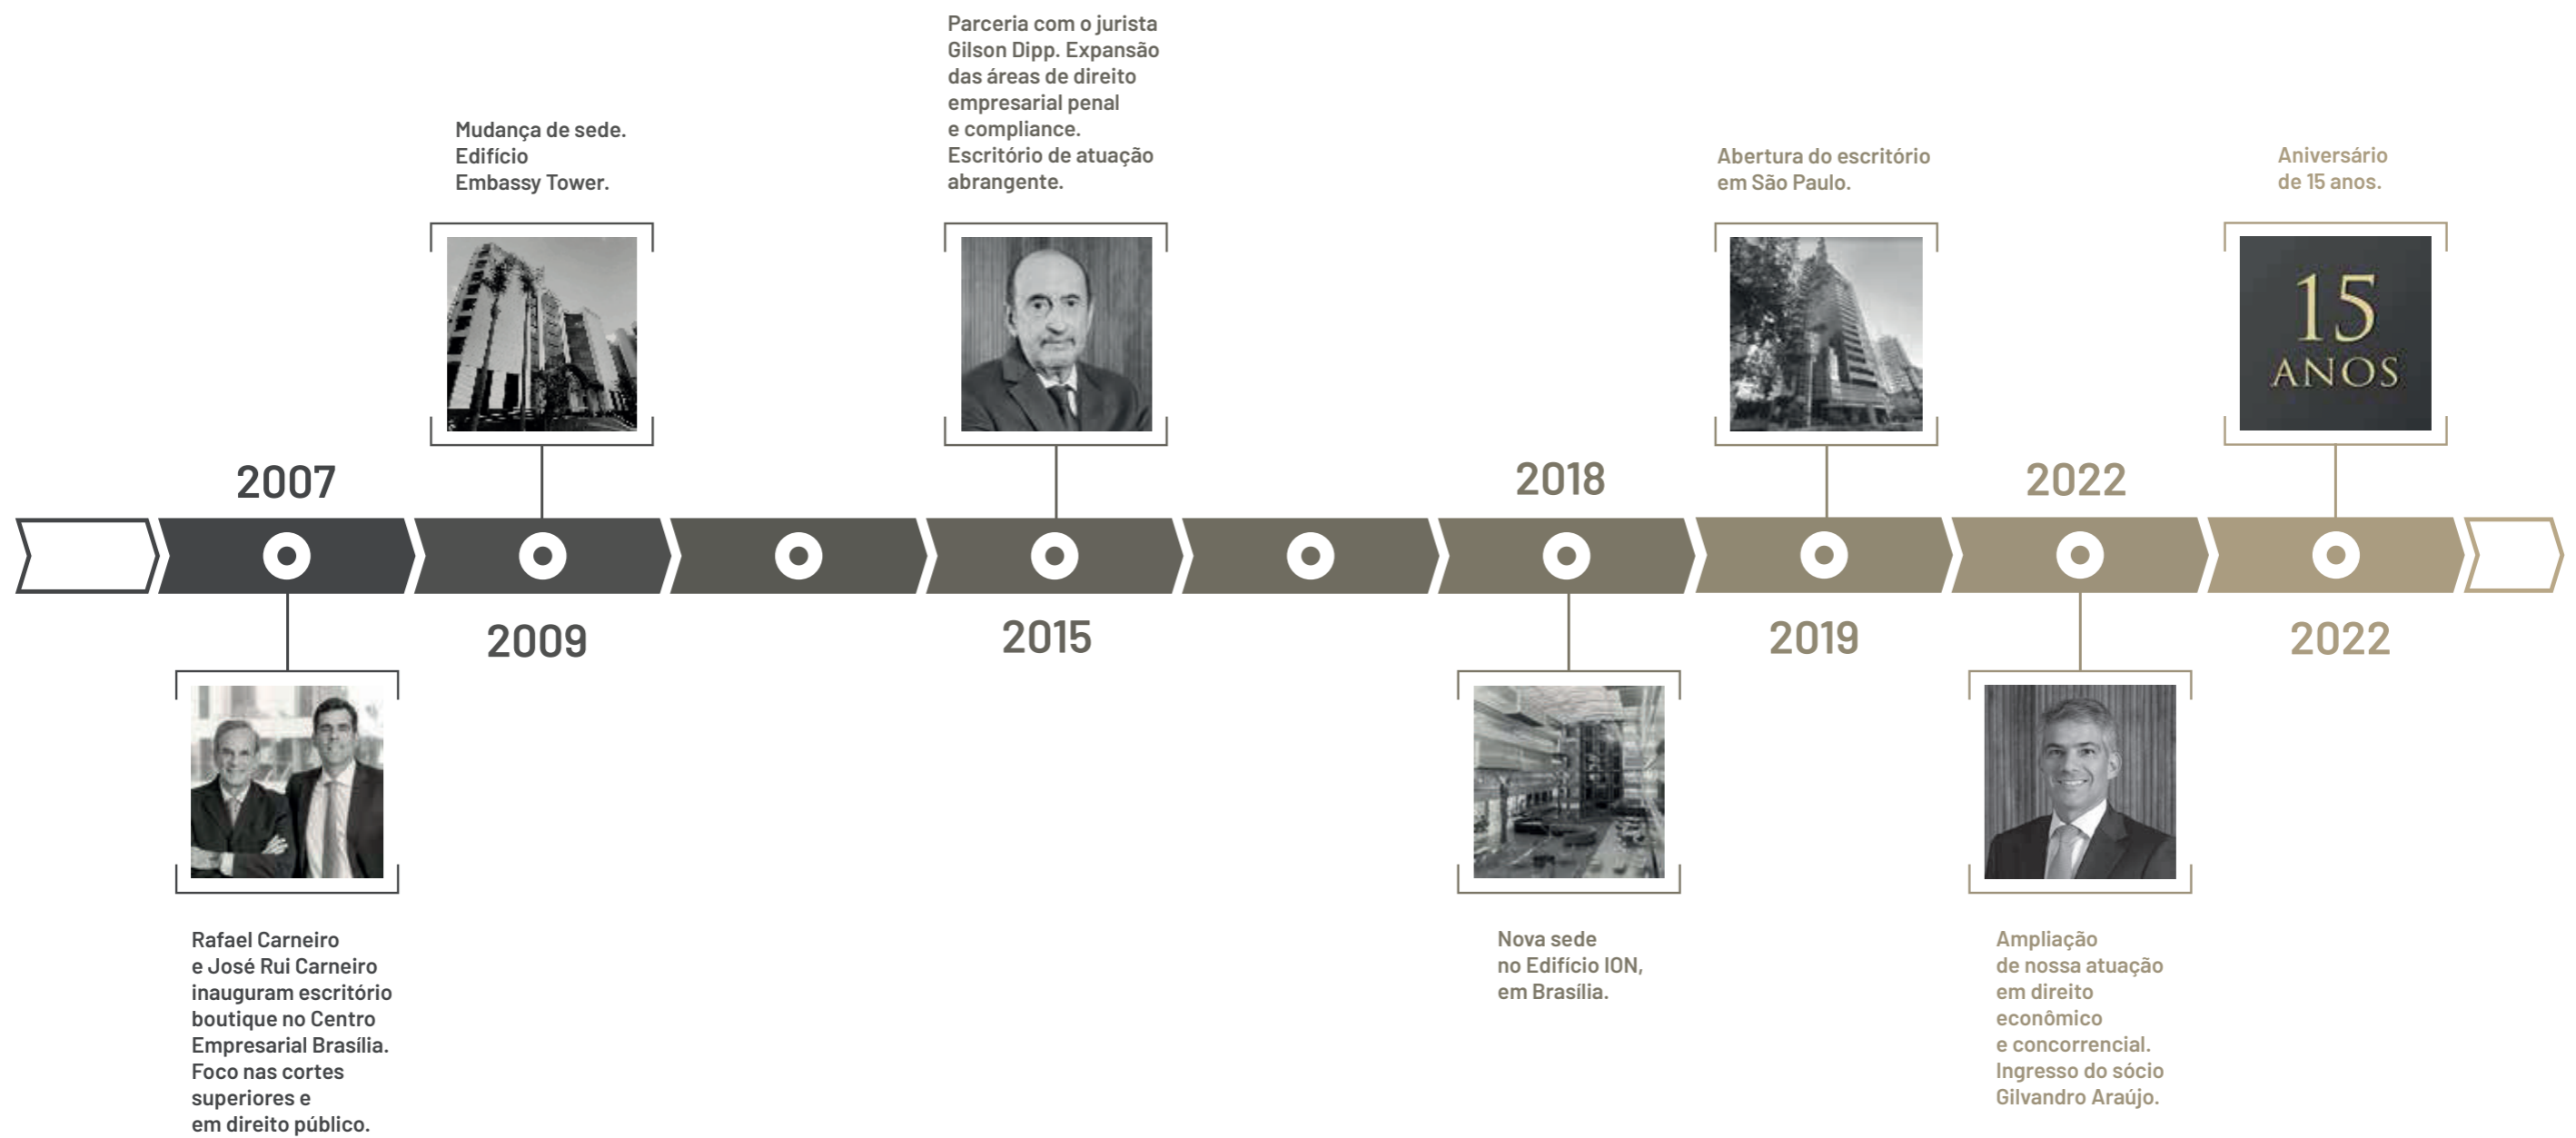 2007
Rafael Carneiro
e José Rui Carneiro
inauguram escritório
boutique no Centro
Empresarial Brasília.
Foco nas cortes
superiores e
em direito público.
Mudança de sede.
Edifício
Embassy Tower.
2009
Parceria com o jurista
Gilson Dipp. Expansão
das áreas de direito
empresarial penal
e compliance.
Escritório de atuação
abrangente.
2015
2018
Nova sede
no Edifício ION,
em Brasília.
Abertura do escritório
em São Paulo.
2019
2022
Ampliação
de nossa atuação
em direito
econômico
e concorrencial.
Ingresso do sócio
Gilvandro Araújo.
Aniversário
de 15 anos.
15
ANOS
2022